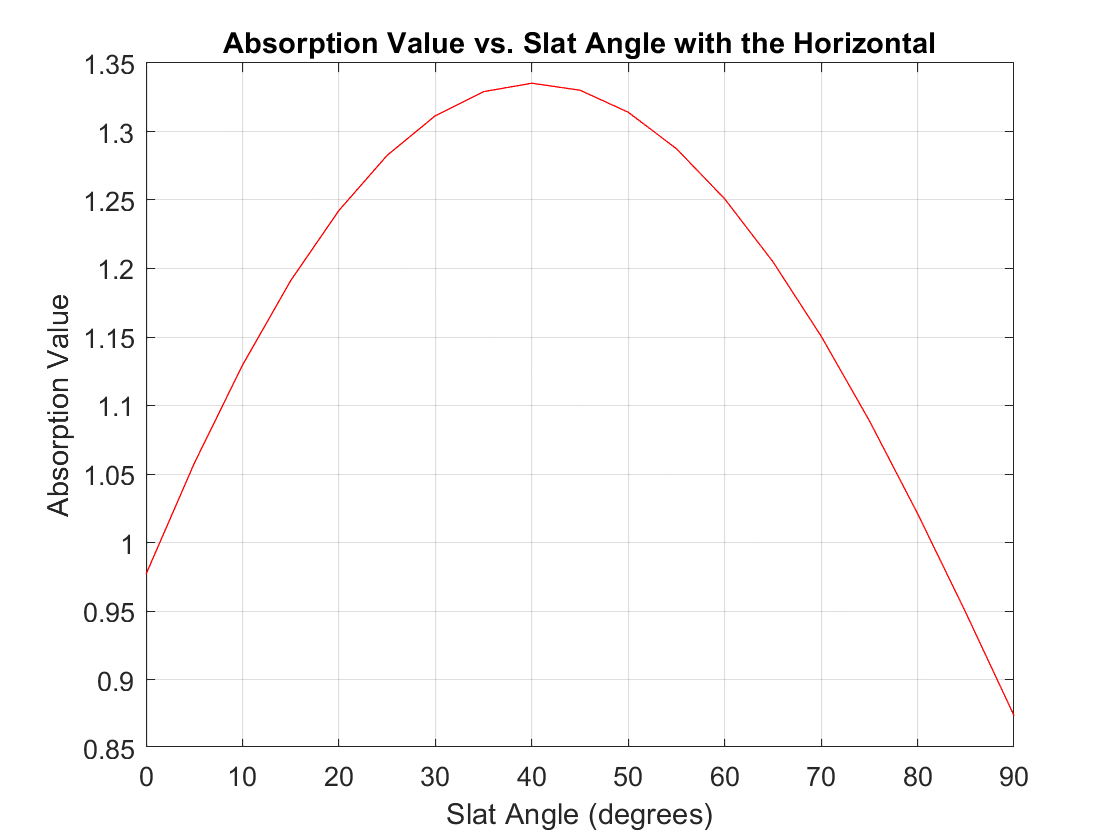 Absorption Value vs. Slat Angle with the Horizontal
1.35
1.3
1.25
1.2
1.15
1.1
1.05
1
0.95
0.9
0.85
Absorption Value
0 10 20 30 40 50 60 70 80 90
Slat Angle (degrees)